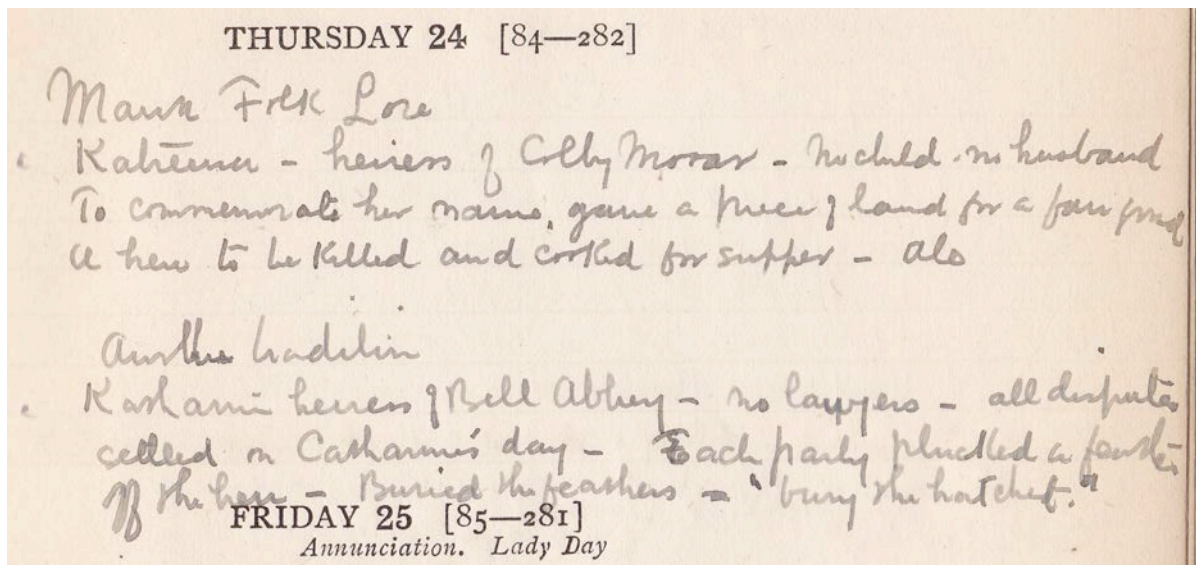 THURSDAY 24 [84—282]
Manx Folk Lore
Katrēina - heiress of Colby Mooar - No child - no husband
To commemorate her name, gave a piece of land for a fair
A hen to be killed and cooked for supper - Also
Another tradition
Katharine heiress of Bell Abbey - no lawyers - all disputes
settled on Catharine's day - Each party plucked a feather
off the hen - Buried the feathers - "bury the hatchet."
FRIDAY 25 [85—281]
Annunciation. Lady Day